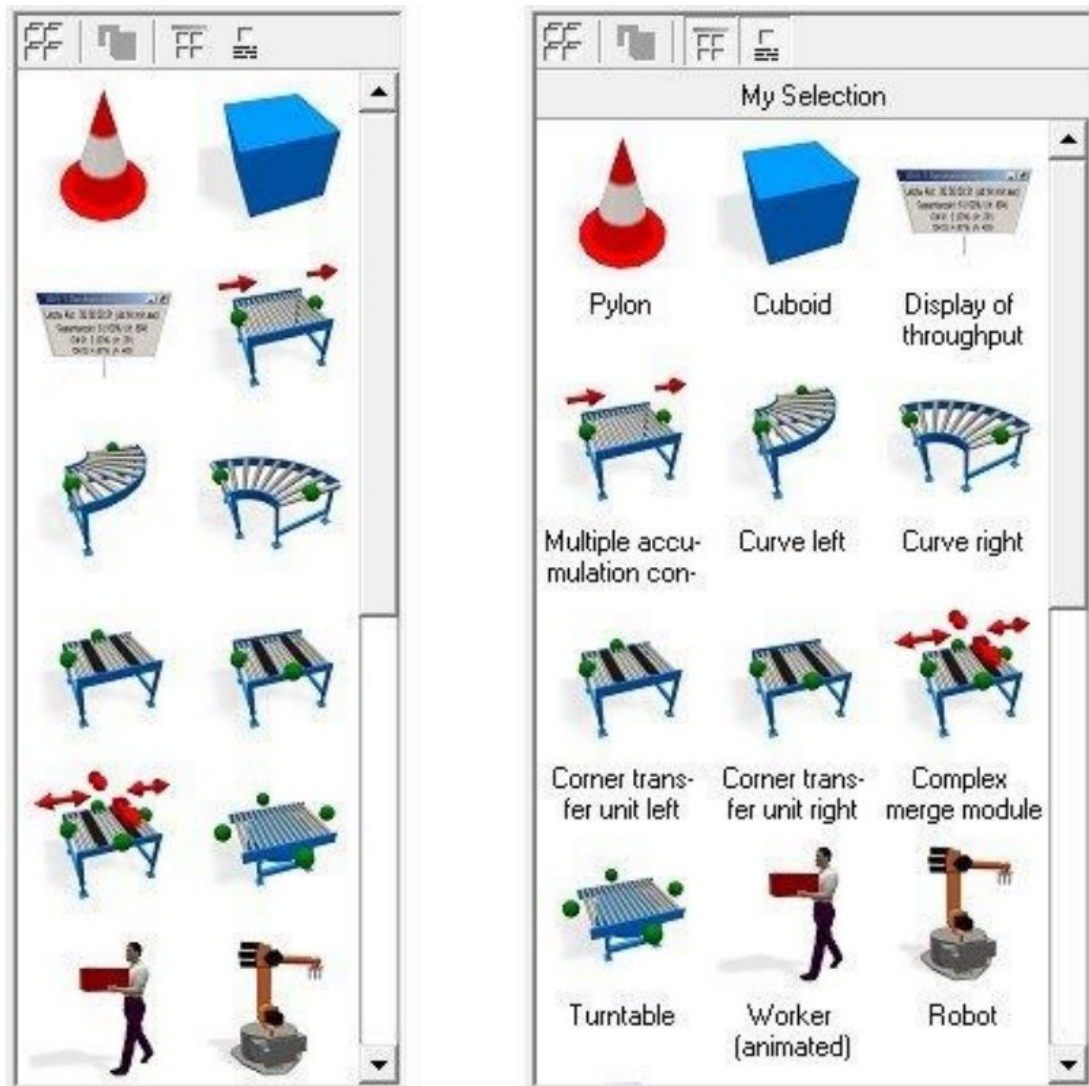 My Selection
Pylon
Cuboid
Display of
throughput
Multiple accu-
mulation con-
Curve left
Curve right
Corner trans-
fer unit left
Corner trans-
fer unit right
Complex
merge module
Turntable
Worker
(animated)
Robot